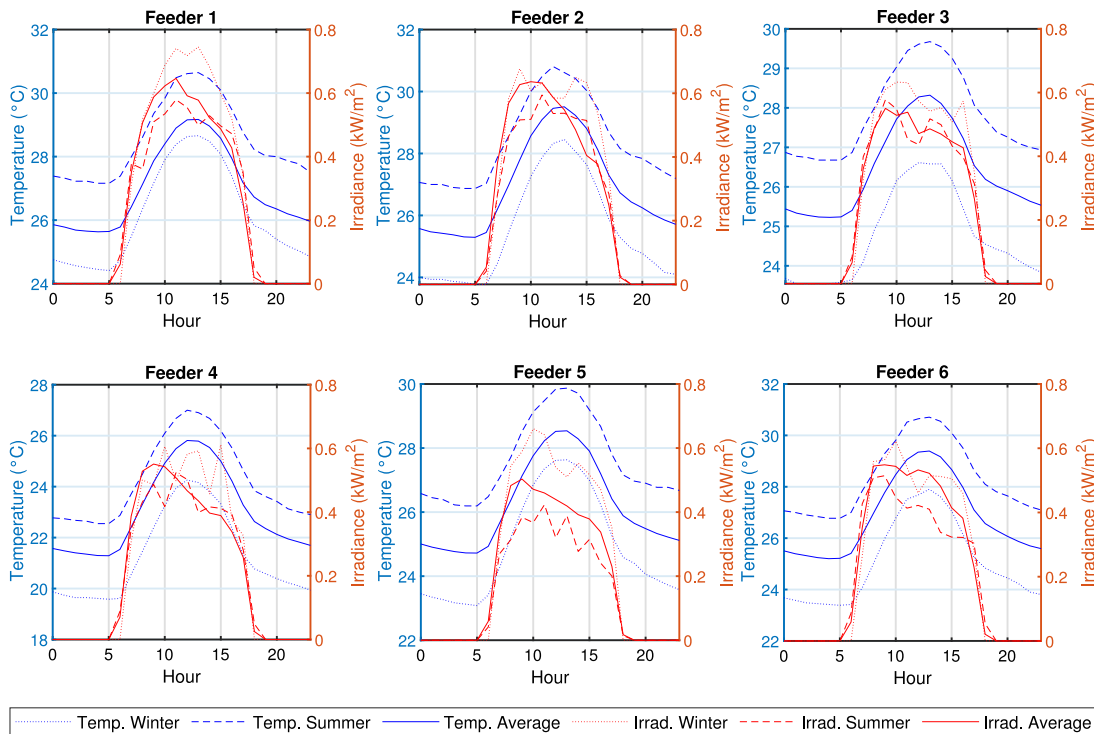 Feeder 1
32
30
28
26
24
0.8
0.6
0.4
0.2
0
0 5 10 15 20
Temperature (°C)
Irradiance (kW/m²)
Hour
Feeder 2
32
30
28
26
24
0.8
0.6
0.4
0.2
0
0 5 10 15 20
Temperature (°C)
Irradiance (kW/m²)
Hour
Feeder 3
30
29
28
27
26
25
24
0.8
0.6
0.4
0.2
0
0 5 10 15 20
Temperature (°C)
Irradiance (kW/m²)
Hour
Feeder 4
28
26
24
22
20
18
0.8
0.6
0.4
0.2
0
0 5 10 15 20
Temperature (°C)
Irradiance (kW/m²)
Hour
Feeder 5
30
28
26
24
22
0.8
0.6
0.4
0.2
0
0 5 10 15 20
Temperature (°C)
Irradiance (kW/m²)
Hour
Feeder 6
32
30
28
26
24
22
0.8
0.6
0.4
0.2
0
0 5 10 15 20
Temperature (°C)
Irradiance (kW/m²)
Hour
Temp. Winter Temp. Summer Temp. Average Irrad. Winter Irrad. Summer Irrad. Average